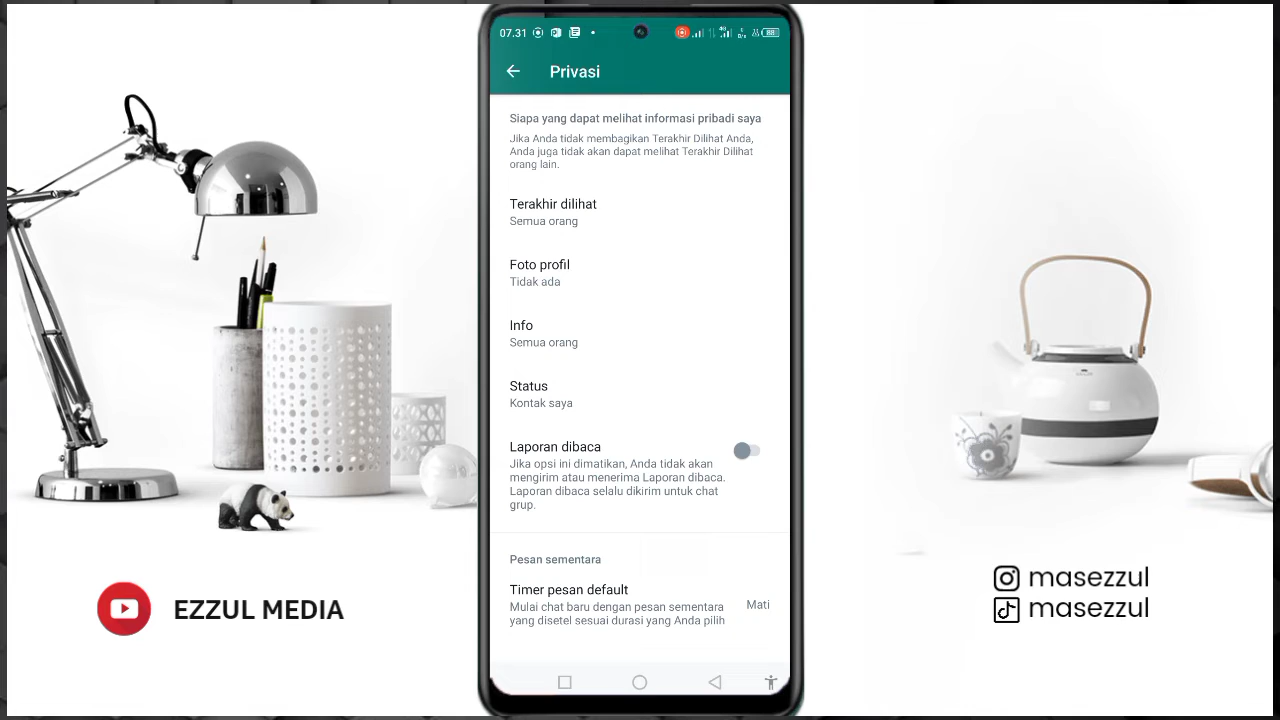 07.31
Privasi
Siapa yang dapat melihat informasi pribadi saya
Jika Anda tidak membagikan Terakhir Dilihat Anda,
Anda juga tidak akan dapat melihat Terakhir Dilihat
orang lain.
Terakhir dilihat
Semua orang
Foto profil
Tidak ada
Info
Semua orang
Status
Kontak saya
Laporan dibaca
Jika opsi ini dimatikan, Anda tidak akan
mengirim atau menerima Laporan dibaca.
Laporan dibaca selalu dikirim untuk chat
grup.
Pesan sementara
Timer pesan default
Mulai chat baru dengan pesan sementara
yang disetel sesuai durasi yang Anda pilih
Mati
EZZUL MEDIA
masezzul
masezzul